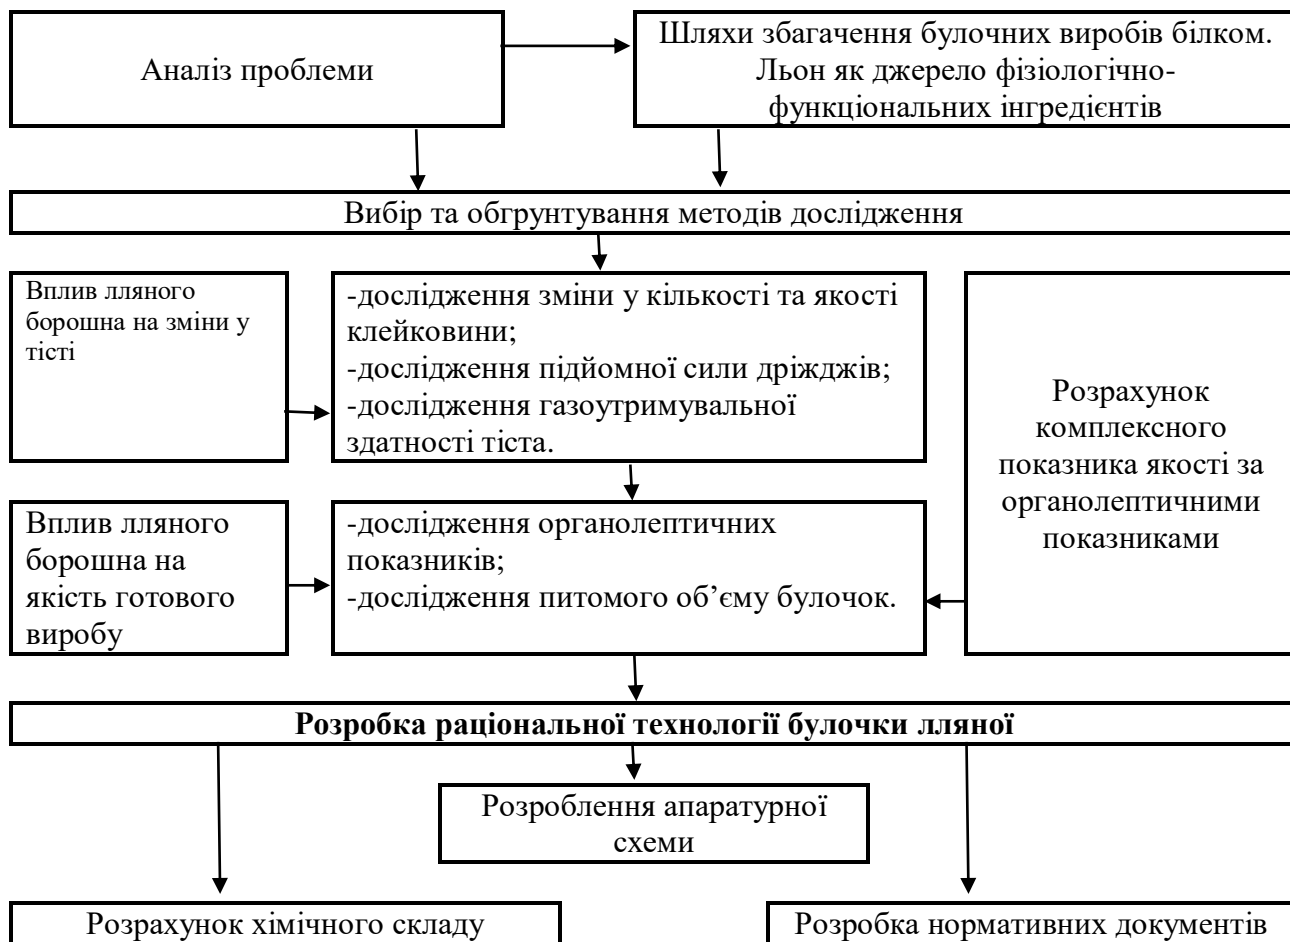 Аналіз проблеми
Шляхи збагачення булочних виробів білком.
Льон як джерело фізіологічно-
функціональних інгредієнтів
Вибір та обгрунтування методів дослідження
Вплив лляного
борошна на зміни у
тісті
-дослідження зміни у кількості та якості
клейковини;
-дослідження підйомної сили дріжджів;
-дослідження газоутримувальної
здатності тіста.
Розрахунок
комплексного
показника якості за
органолептичними
показниками
Вплив лляного
борошна на
якість готового
виробу
-дослідження органолептичних
показників;
-дослідження питомого об’єму булочок.
Розробка раціональної технології булочки лляної
Розроблення апаратурної
схеми
Розрахунок хімічного складу
Розробка нормативних документів